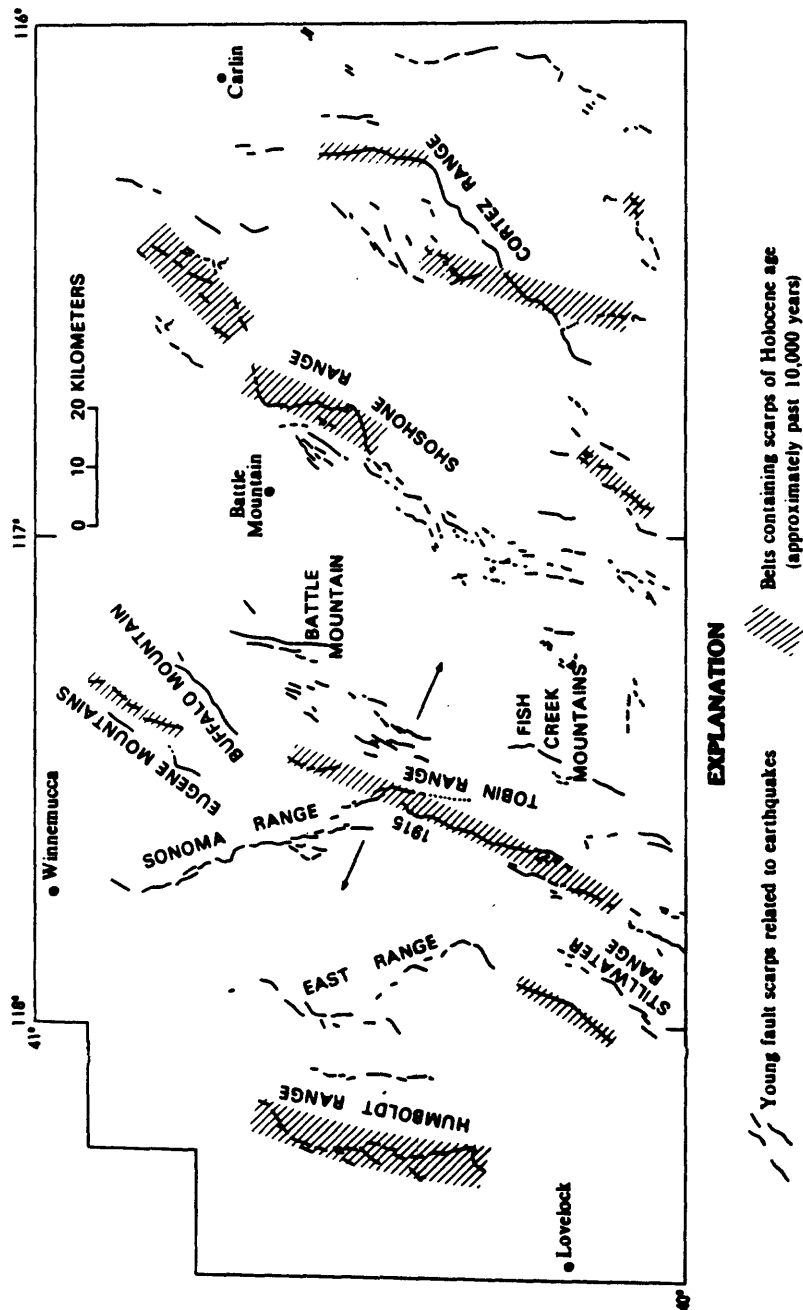 118°
117°
116°
41°
40°
Winnemucca
EUGENE MOUNTAINS
BUFFALO MOUNTAIN
SONOMA RANGE
BATTLE
MOUNTAIN
Battle
Mountain
0 10 20 KILOMETERS
SHOSHONE RANGE
Carlin
CORTEZ RANGE
HUMBOLDT RANGE
EAST RANGE
1915
TOBIN RANGE
FISH
CREEK
MOUNTAINS
STILLWATER
RANGE
Lovelock
?
?
EXPLANATION
Young fault scarps related to earthquakes
Belts containing scarps of Holocene age
(approximately past 10,000 years)